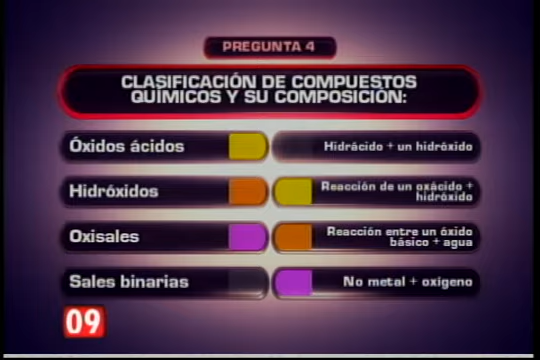 PREGUNTA 4
CLASIFICACIÓN DE COMPUESTOS
QUÍMICOS Y SU COMPOSICIÓN:
Óxidos ácidos
Hidrácido + un hidróxido
Hidróxidos
Reacción de un oxácido +
hidróxido
Oxisales
Reacción entre un óxido
básico + agua
Sales binarias
No metal + oxígeno
09